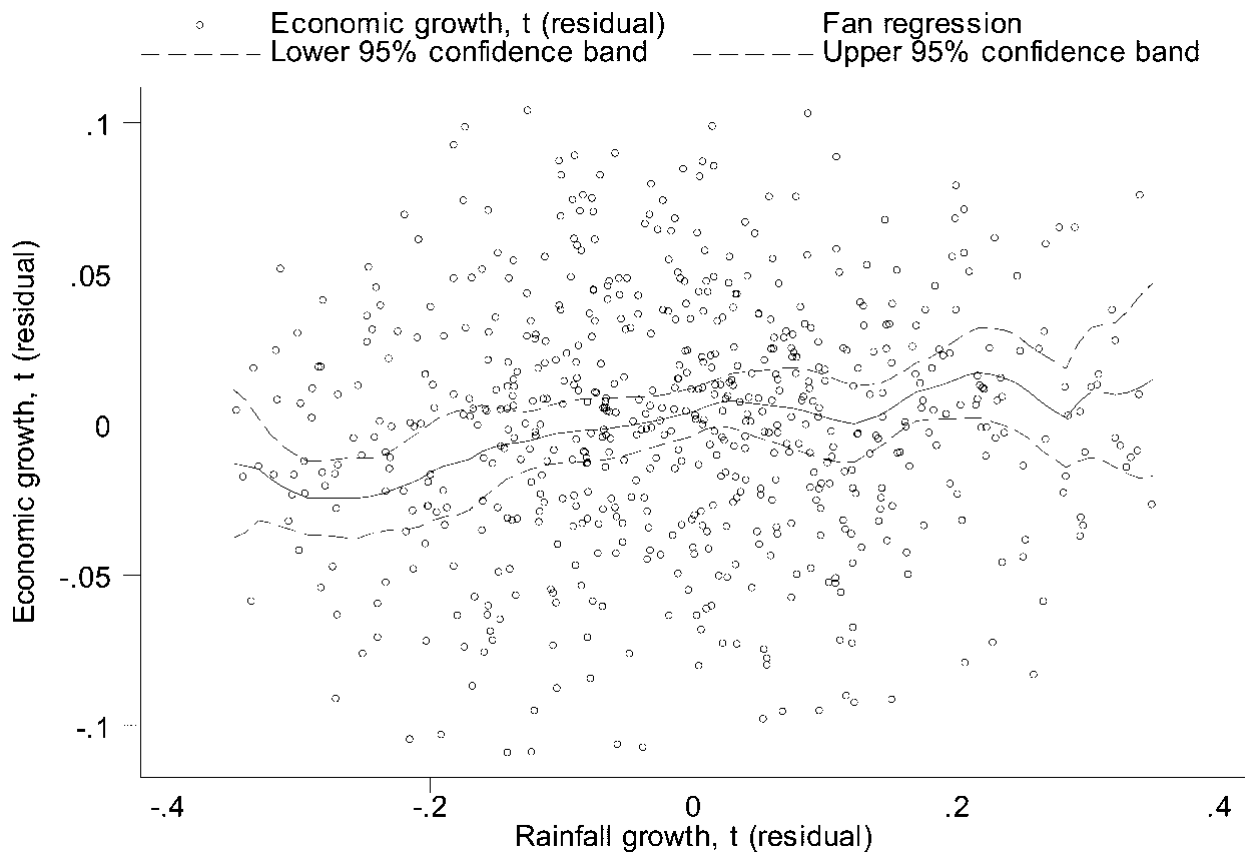 Economic growth, t (residual) Fan regression
Lower 95% confidence band Upper 95% confidence band
.1
.05
0
-.05
-.1
Economic growth, t (residual)
-.4 -.2 0 .2 .4
Rainfall growth, t (residual)